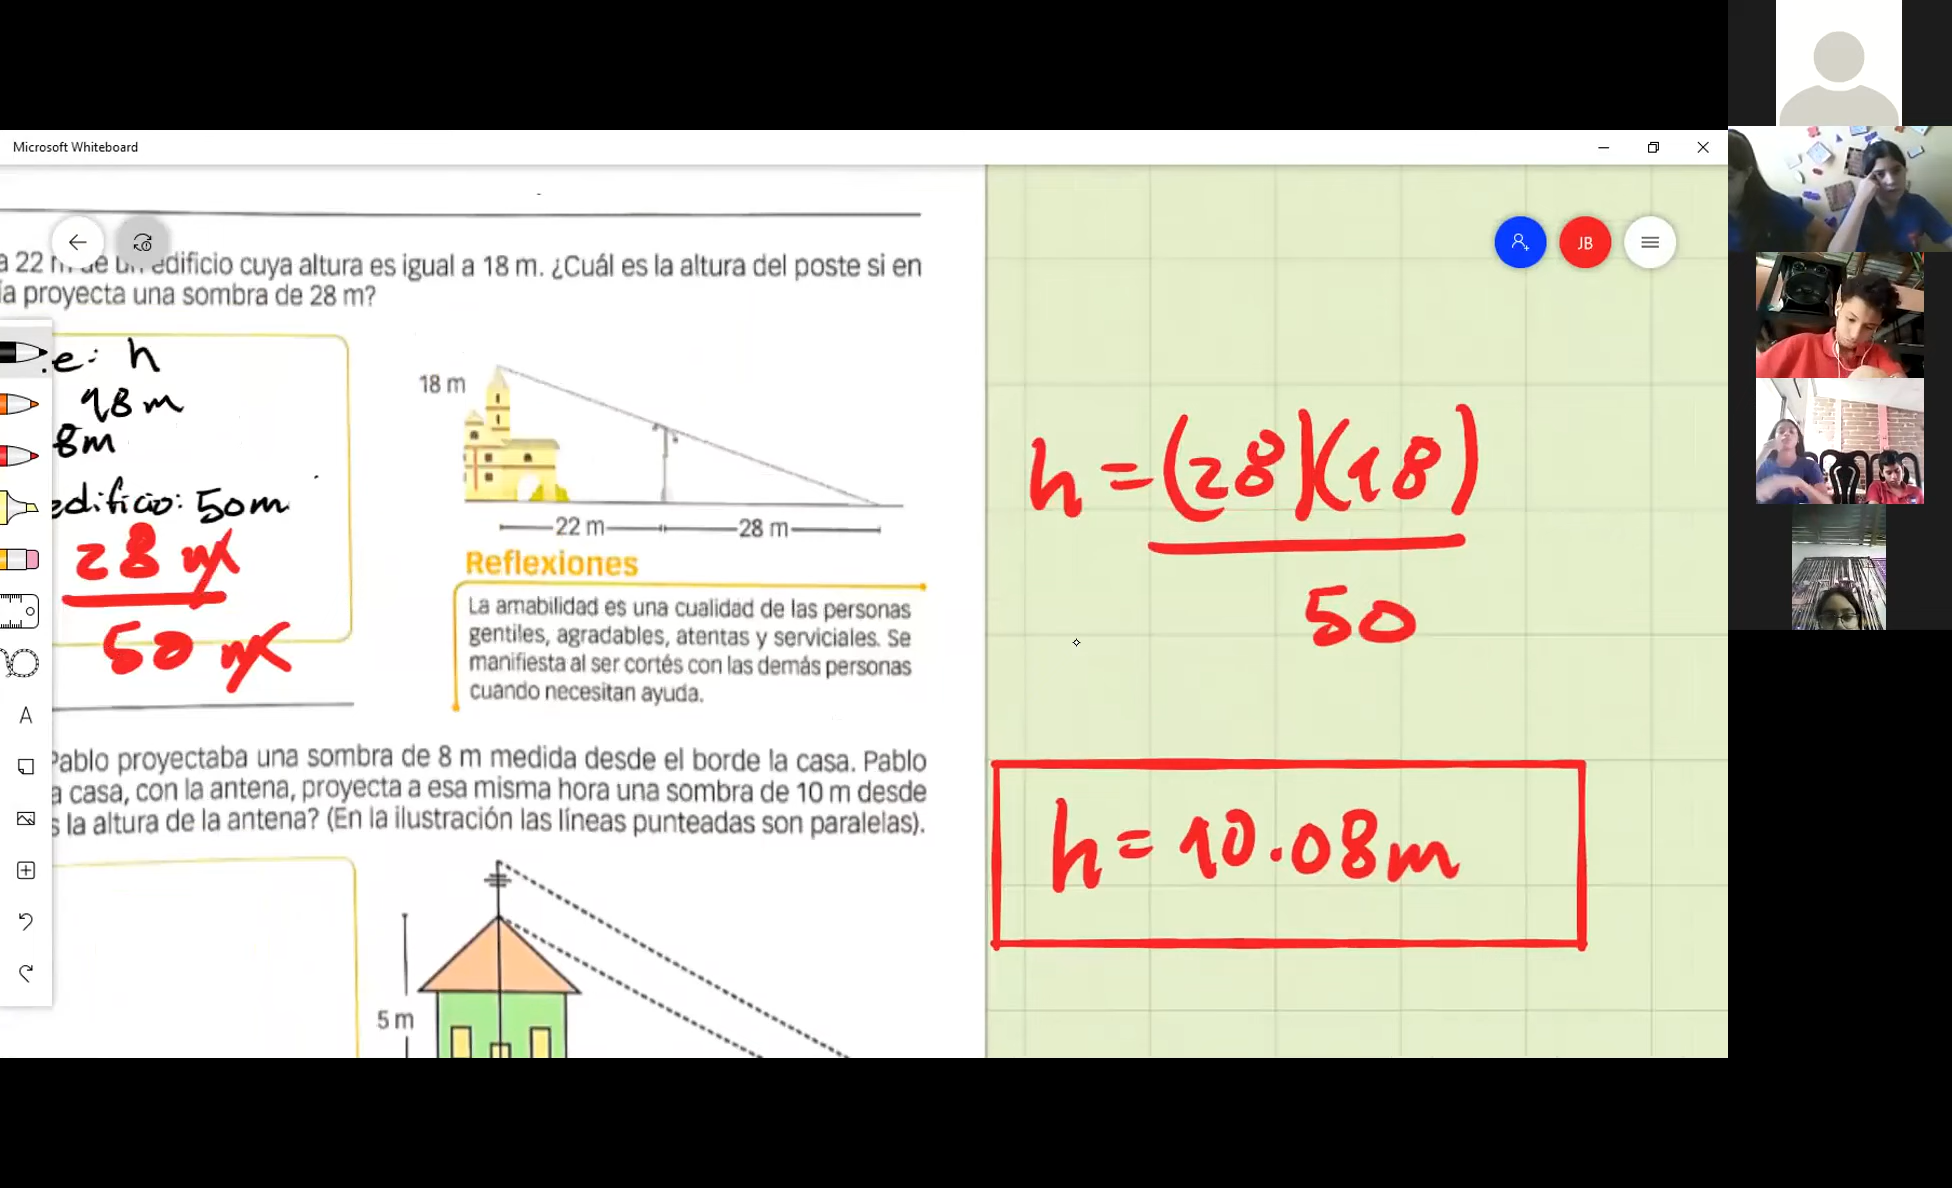 Microsoft Whiteboard
a 22 m de un edificio cuya altura es igual a 18 m. ¿Cuál es la altura del poste si en
ía proyecta una sombra de 28 m?
e: h
18 m
8m
edificio: 50m
28 m
50 m
18 m
22 m
28 m
Reflexiones
La amabilidad es una cualidad de las personas
gentiles, agradables, atentas y serviciales. Se
manifiesta al ser cortés con las demás personas
cuando necesitan ayuda.
Pablo proyectaba una sombra de 8 m medida desde el borde la casa. Pablo
a casa, con la antena, proyecta a esa misma hora una sombra de 10 m desde
s la altura de la antena? (En la ilustración las líneas punteadas son paralelas).
5 m
JB
h = (28)(18)
50
h = 10.08 m
A